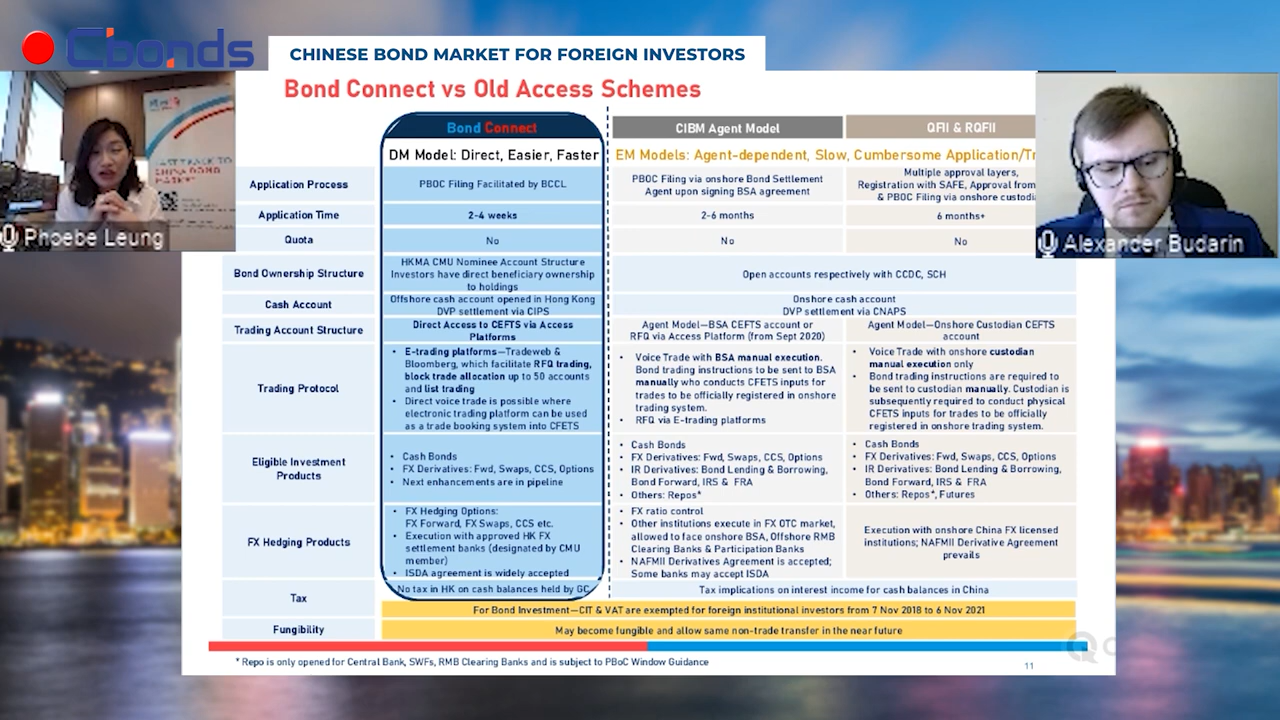 Cbonds
CHINESE BOND MARKET FOR FOREIGN INVESTORS
Bond Connect vs Old Access Schemes
Bond Connect
CIBM Agent Model
QFII & RQFII
DM Model: Direct, Easier, Faster
EM Models: Agent-dependent, Slow, Cumbersome Application/Tr
Application Process
PBOC Filing Facilitated by BCCL
PBOC Filing via onshore Bond Settlement
Agent upon signing BSA agreement
Multiple approval layers,
Registration with SAFE, Approval from
& PBOC Filing via onshore custodia
Application Time
2-4 weeks
2-6 months
6 months+
Quota
No
No
No
Bond Ownership Structure
HKMA CMU Nominee Account Structure
Investors have direct beneficiary ownership
to holdings
Open accounts respectively with CCDC, SCH
Cash Account
Offshore cash account opened in Hong Kong
DVP settlement via CIPS
Onshore cash account
DVP settlement via CNAPS
Trading Account Structure
Direct Access to CEFTS via Access
Platforms
Agent Model—BSA CEFTS account or
RFQ via Access Platform (from Sept 2020)
Agent Model—Onshore Custodian CEFTS
account
Trading Protocol
• E-trading platforms—Tradeweb &
Bloomberg, which facilitate RFQ trading,
block trade allocation up to 50 accounts
and list trading
• Direct voice trade is possible where
electronic trading platform can be used
as a trade booking system into CFETS
• Voice Trade with BSA manual execution.
Bond trading instructions to be sent to BSA
manually who conducts CFETS inputs for
trades to be officially registered in onshore
trading system.
• RFQ via E-trading platforms
• Voice Trade with onshore custodian
manual execution only
• Bond trading instructions are required to
be sent to custodian manually. Custodian is
subsequently required to conduct physical
CFETS inputs for trades to be officially
registered in onshore trading system.
Eligible Investment
Products
• Cash Bonds
• FX Derivatives: Fwd, Swaps, CCS, Options
• Next enhancements are in pipeline
• Cash Bonds
• FX Derivatives: Fwd, Swaps, CCS, Options
• IR Derivatives: Bond Lending & Borrowing,
Bond Forward, IRS & FRA
• Others: Repos*
• Cash Bonds
• FX Derivatives: Fwd, Swaps, CCS, Options
• IR Derivatives: Bond Lending & Borrowing,
Bond Forward, IRS & FRA
• Others: Repos*, Futures
FX Hedging Products
• FX Hedging Options:
FX Forward, FX Swaps, CCS etc.
• Execution with approved HK FX
settlement banks (designated by CMU
member)
• ISDA agreement is widely accepted
• FX ratio control
• Other institutions execute in FX OTC market,
allowed to face onshore BSA, Offshore RMB
Clearing Banks & Participation Banks
• NAFMII Derivatives Agreement is accepted;
Some banks may accept ISDA
Execution with onshore China FX licensed
institutions; NAFMII Derivative Agreement
prevails
Tax
No tax in HK on cash balances held by GC
Tax implications on interest income for cash balances in China
For Bond Investment—CIT & VAT are exempted for foreign institutional investors from 7 Nov 2018 to 6 Nov 2021
Fungibility
May become fungible and allow same non-trade transfer in the near future
* Repo is only opened for Central Bank, SWFs, RMB Clearing Banks and is subject to PBoC Window Guidance
11
Phoebe Leung
Alexander Budarin